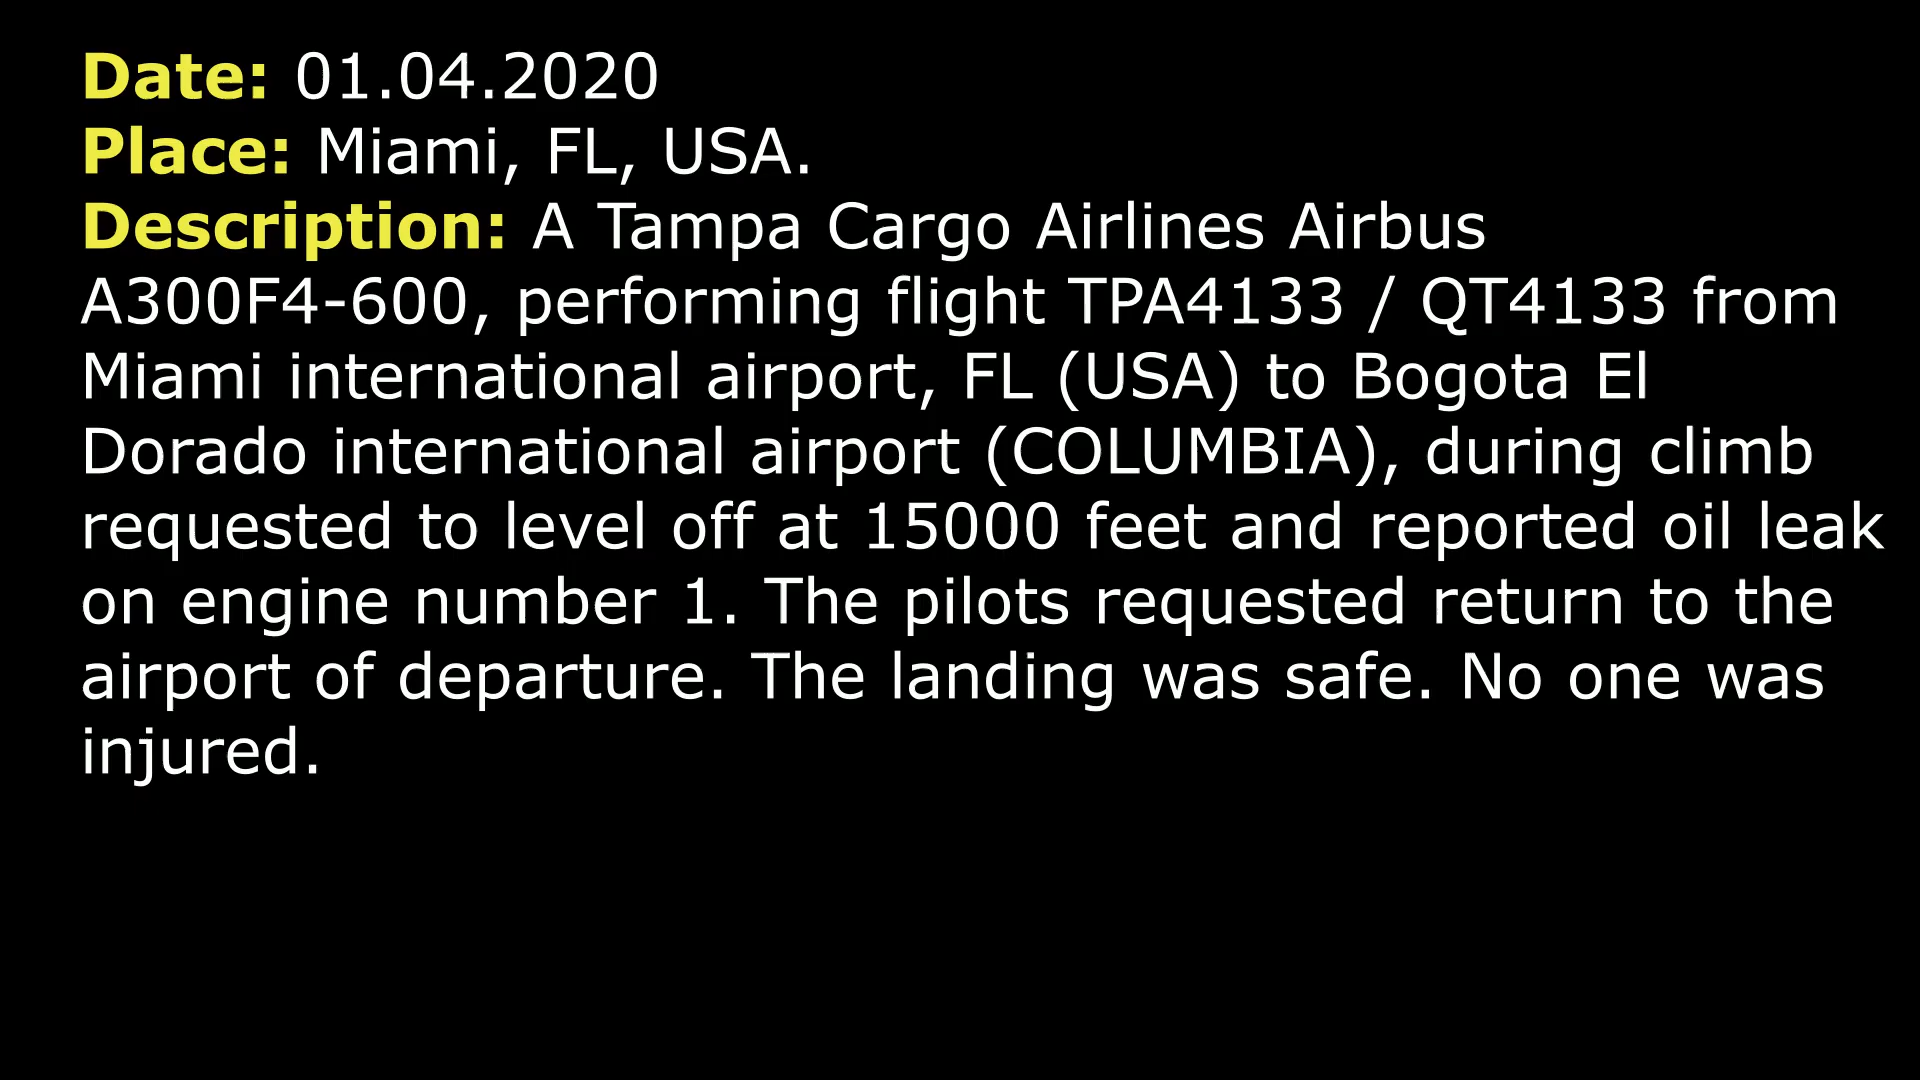 Date: 01.04.2020
Place: Miami, FL, USA.
Description: A Tampa Cargo Airlines Airbus
A300F4-600, performing flight TPA4133 / QT4133 from
Miami international airport, FL (USA) to Bogota El
Dorado international airport (COLUMBIA), during climb
requested to level off at 15000 feet and reported oil leak
on engine number 1. The pilots requested return to the
airport of departure. The landing was safe. No one was
injured.